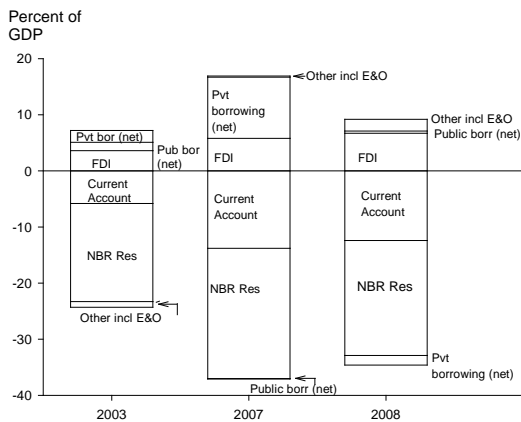 Percent of
GDP
20
10
0
-10
-20
-30
-40
Pvt bor (net)
Pub bor
(net)
FDI
Current
Account
NBR Res
Other incl E&O
Other incl E&O
Pvt
borrowing
(net)
FDI
Current
Account
NBR Res
Public borr (net)
Other incl E&O
Public borr (net)
FDI
Current
Account
NBR Res
Pvt
borrowing (net)
2003
2007
2008